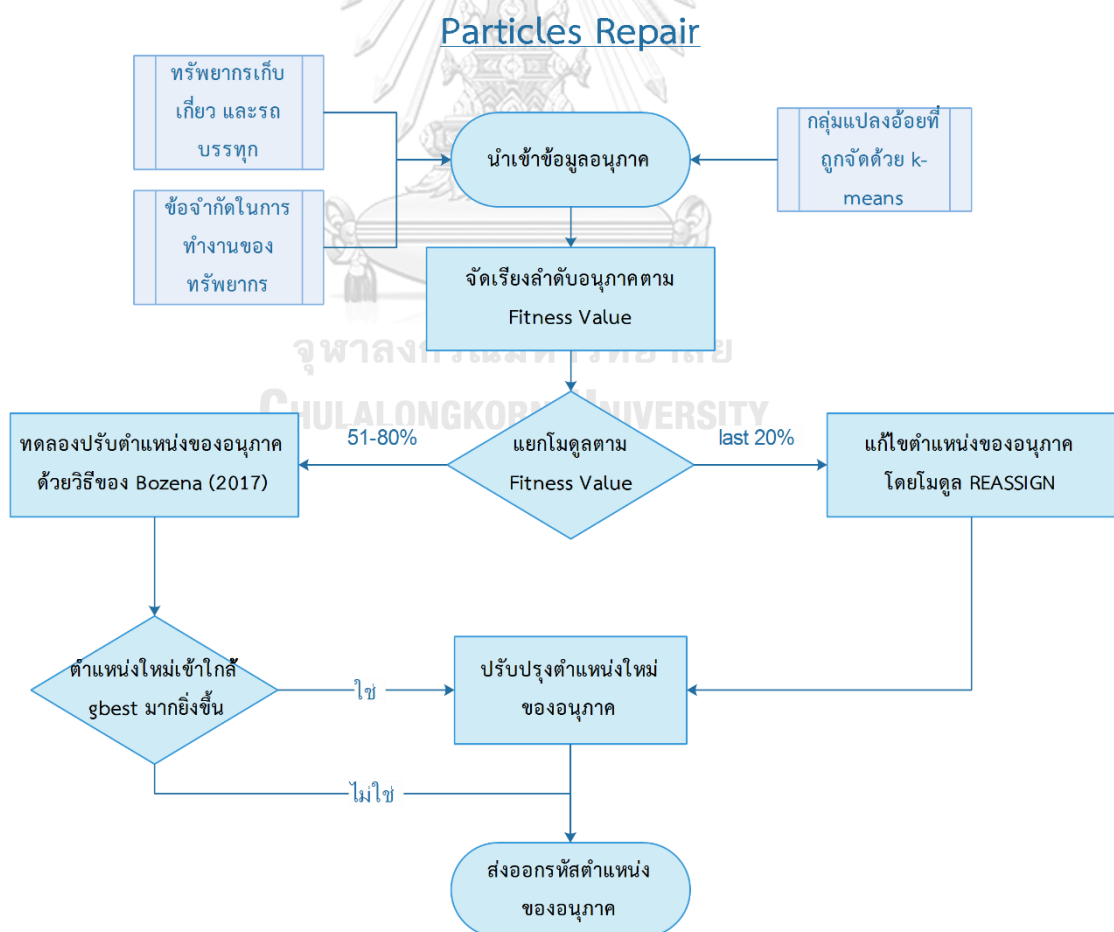 Particles Repair
ทรัพยากรเก็บ
เกี่ยว และรถ
บรรทุก
นำเข้าข้อมูลอนุภาค
กลุ่มแปลงอ้อยที่
ถูกจัดด้วย k-
means
ข้อจำกัดในการ
ทำงานของ
ทรัพยากร
จัดเรียงลำดับอนุภาคตาม
Fitness Value
จุฬาลงกรณ์มหาวิทยาลัย
CHULALONGKORN UNIVERSITY
ทดลองปรับตำแหน่งของอนุภาค
ด้วยวิธีของ Bozena (2017)
51-80%
แยกโมดูลตาม
Fitness Value
last 20%
แก้ไขตำแหน่งของอนุภาค
โดยโมดูล REASSIGN
ตำแหน่งใหม่เข้าใกล้
gbest มากยิ่งขึ้น
ใช่
ปรับปรุงตำแหน่งใหม่
ของอนุภาค
ไม่ใช่
ส่งออกรหัสตำแหน่ง
ของอนุภาค